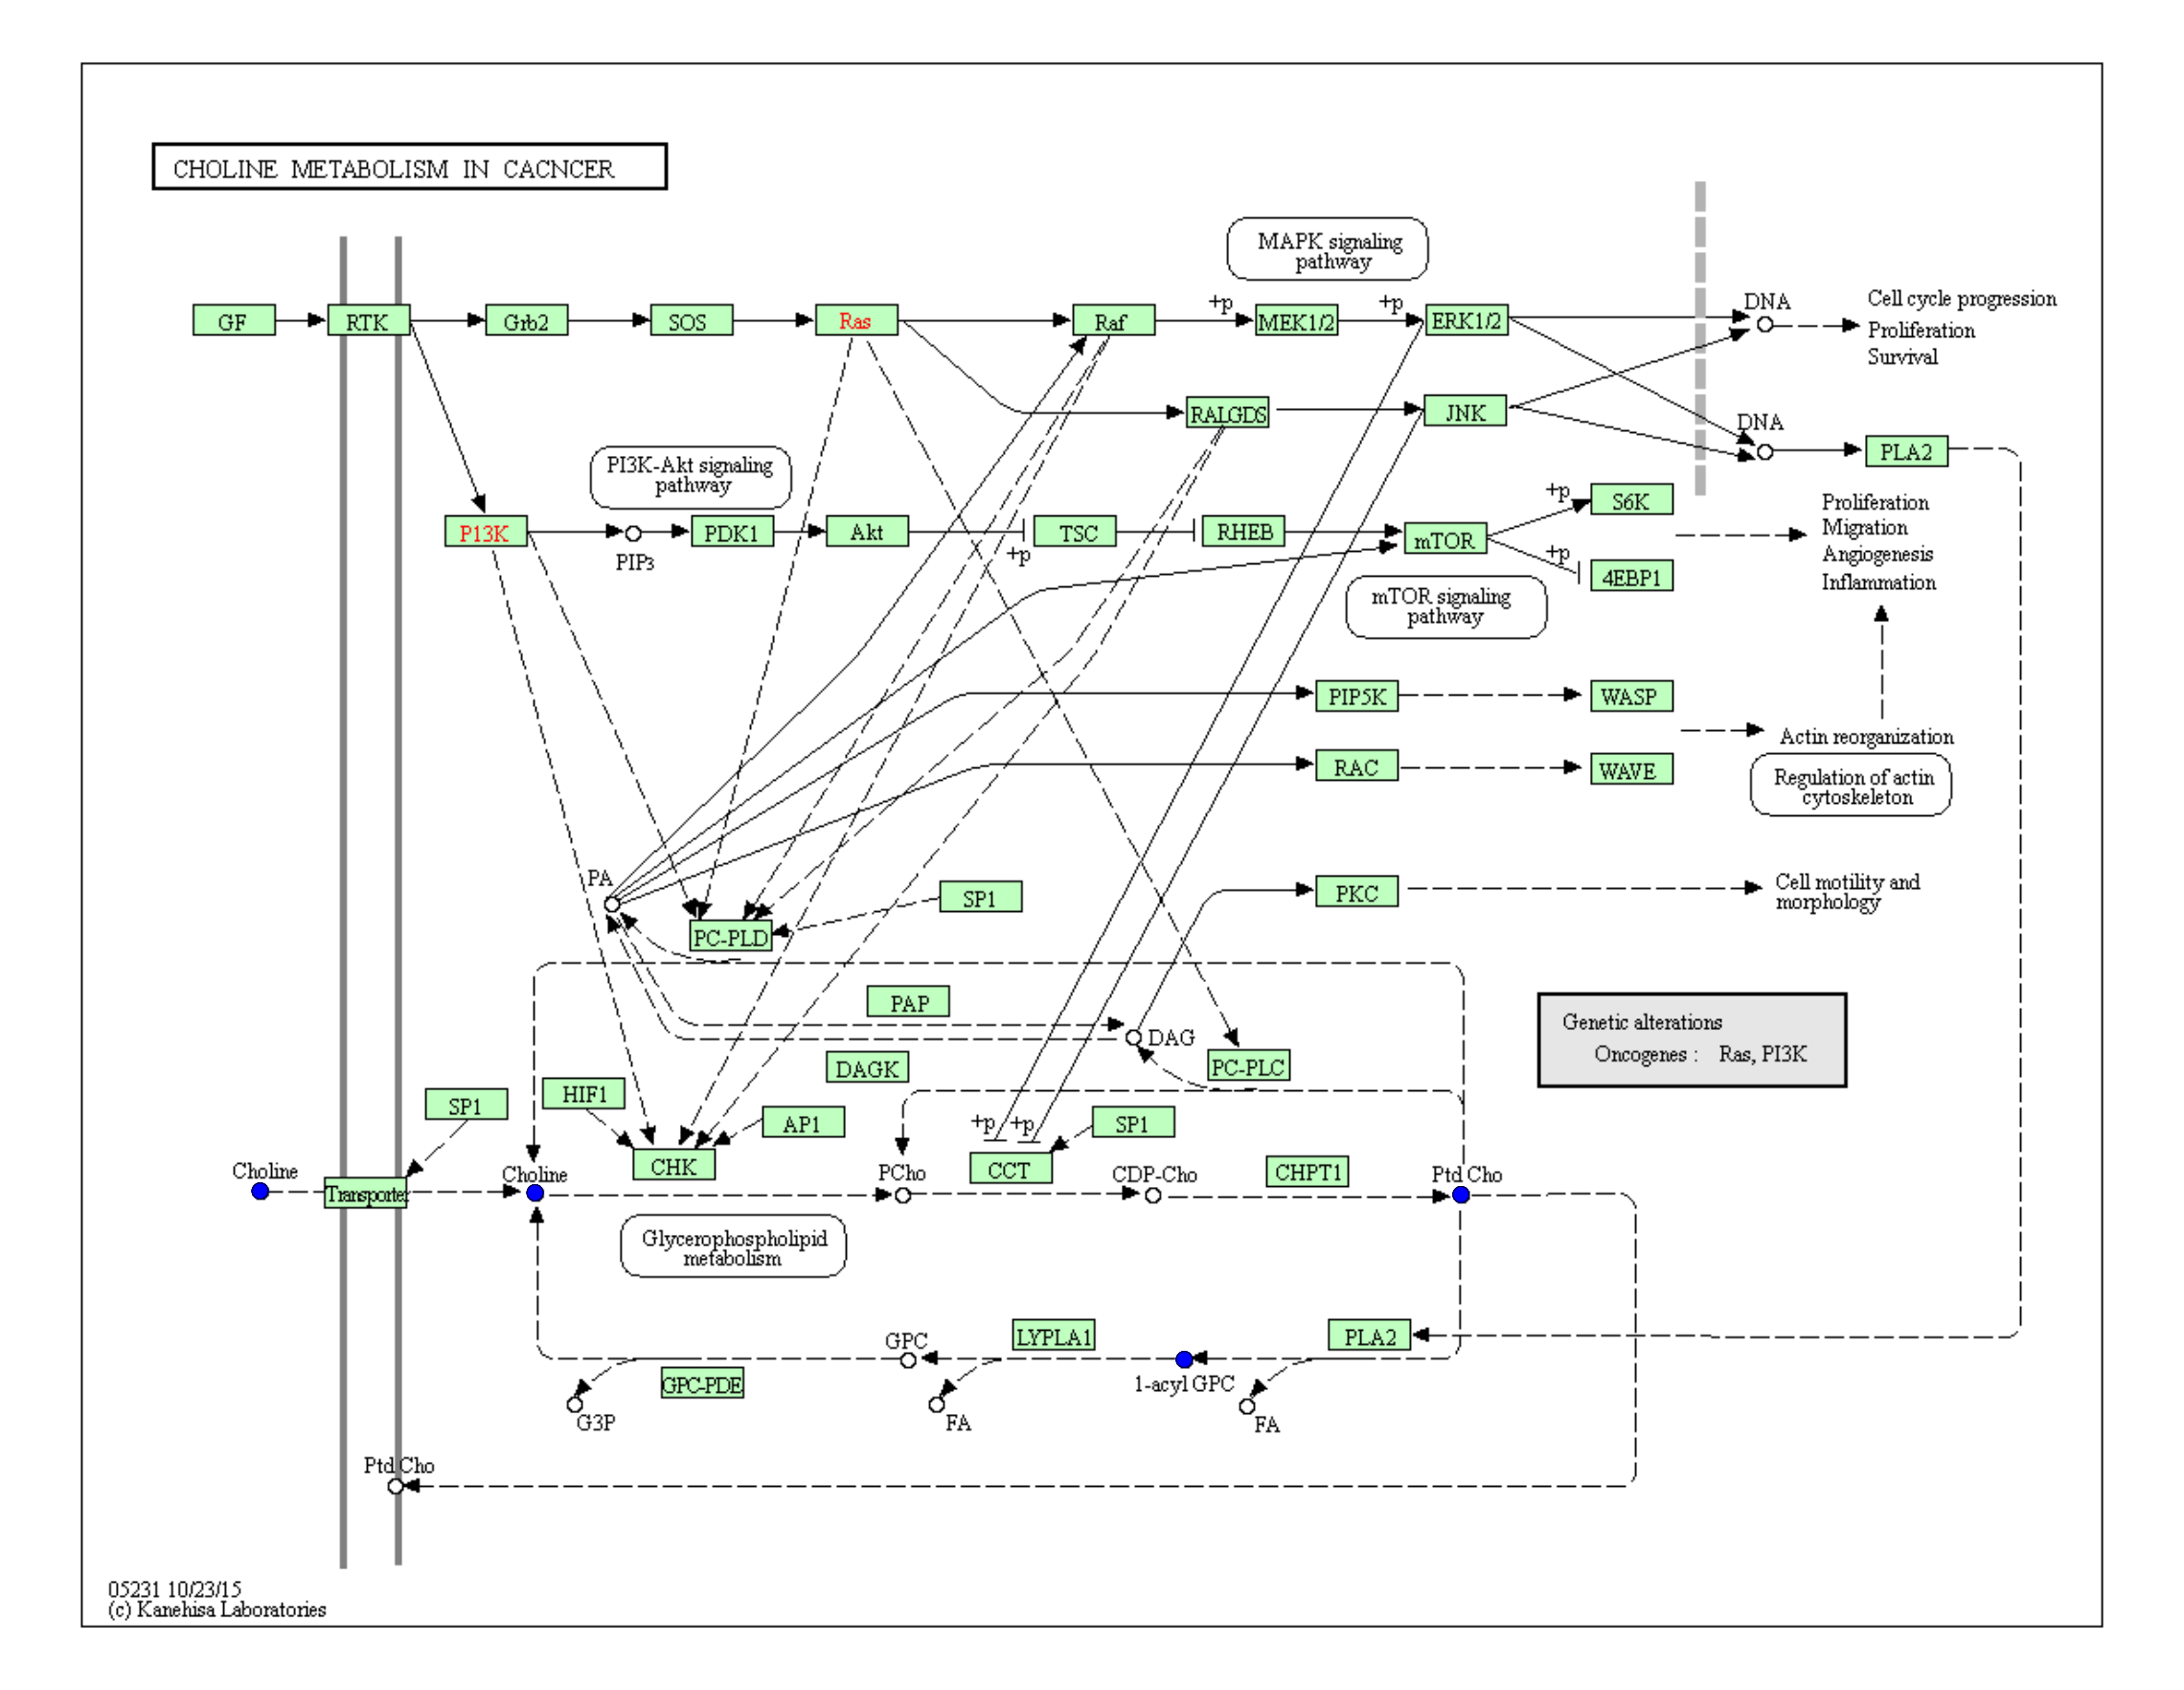 CHOLINE METABOLISM IN CACNCER
MAPK signaling
pathway
GF
RTK
Grb2
SOS
Ras
Raf
+p
MEK1/2
+p
ERK1/2
DNA
Cell cycle progression
Proliferation
Survival
RALGDS
JNK
DNA
PLA2
PI3K-Akt signaling
pathway
P13K
PIP3
PDK1
Akt
+p
TSC
RHEB
mTOR
+p
S6K
+p
4EBP1
Proliferation
Migration
Angiogenesis
Inflammation
mTOR signaling
pathway
PIP5K
WASP
Actin reorganization
RAC
WAVE
Regulation of actin
cytoskeleton
PA
SP1
PKC
Cell motility and
morphology
PC-PLD
PAP
DAG
Genetic alterations
Oncogenes : Ras, PI3K
DAGK
PC-PLC
SP1
HIF1
AP1
+p
+p
SP1
Choline
Transporter
Choline
CHK
PCho
CCT
CDP-Cho
CHPT1
Ptd Cho
Glycerophospholipid
metabolism
GPC
LYPLA1
PLA2
GPC-PDE
1-acyl GPC
G3P
FA
FA
Ptd Cho
05231 10/23/15
(c) Kanehisa Laboratories